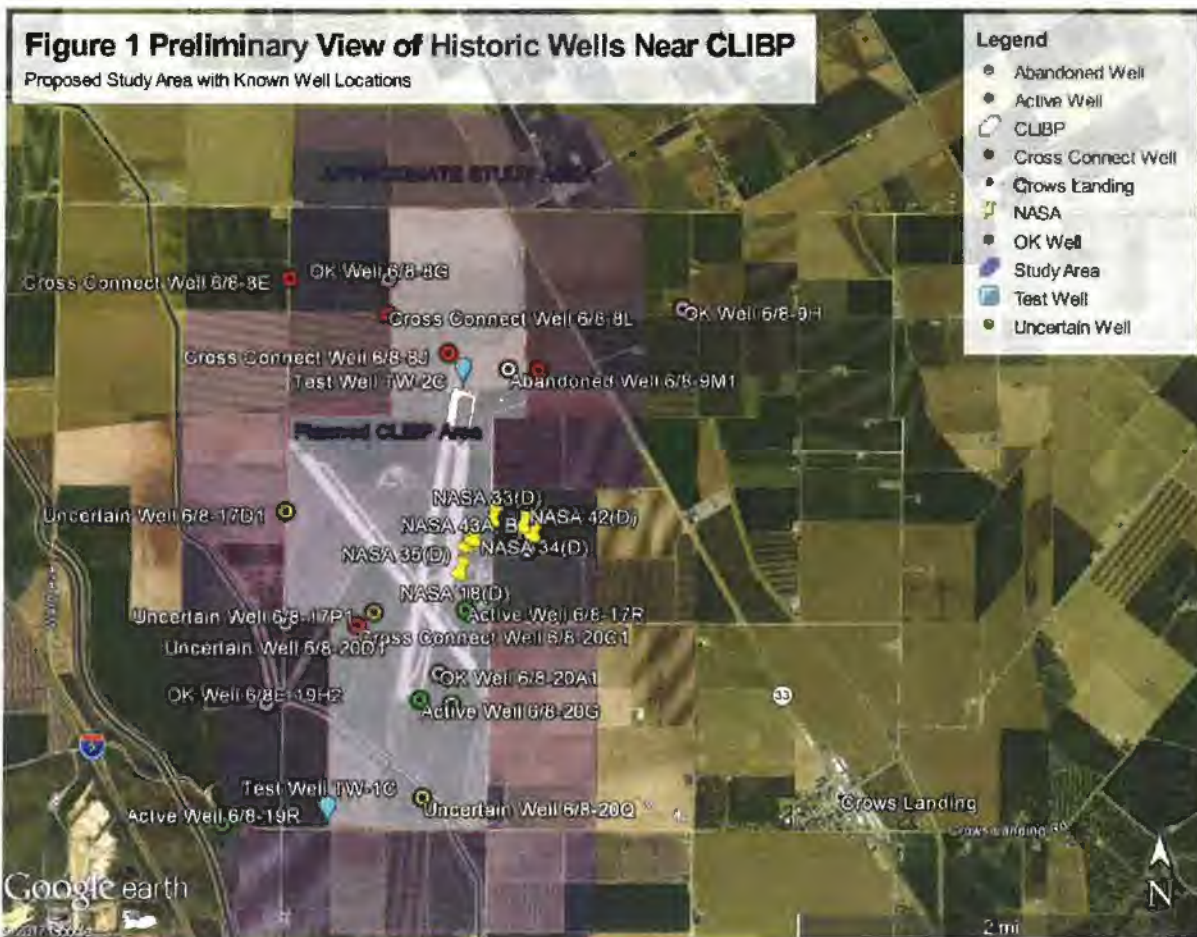 Figure 1 Preliminary View of Historic Wells Near CLIBP
Proposed Study Area with Known Well Locations
Legend
Abandoned Well
Active Well
CLIBP
Cross Connect Well
Crows Landing
NASA
OK Well
Study Area
Test Well
Uncertain Well
APPROXIMATE STUDY AREA
OK Well 6/8-8G
Cross Connect Well 6/8-8E
Cross Connect Well 6/8-8L
OK Well 6/8-9H
Cross Connect Well 6/8-8J
Test Well TW-2C
Abandoned Well 6/8-9M1
Planned CLIBP Area
NASA 33(D)
Uncertain Well 6/8-17D1
NASA 43A
B
NASA 42(D)
NASA 35(D)
NASA 34(D)
NASA 18(D)
Uncertain Well 6/8-17P1
Active Well 6/8-17R
Cross Connect Well 6/8-20C1
Uncertain Well 6/8-20D1
OK Well 6/8-20A1
OK Well 6/8E-19H2
Active Well 6/8-20G
33
5
Test Well TW-1C
Uncertain Well 6/8-20Q
Crows Landing
Active Well 6/8-19R
Crows Landing Rd
Google earth
N
2 mi